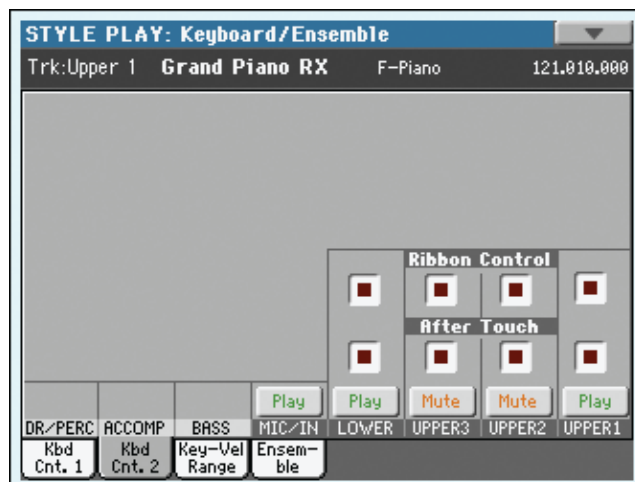 STYLE PLAY: Keyboard/Ensemble
Trk:Upper 1 Grand Piano RX F-Piano 121.010.000
Ribbon Control
After Touch
Play Play Mute Mute Play
DR/PERC ACCOMP BASS MIC/IN LOWER UPPER3 UPPER2 UPPER1
Kbd Kbd Key-Vel Ensem-
Cnt. 1 Cnt. 2 Range ble